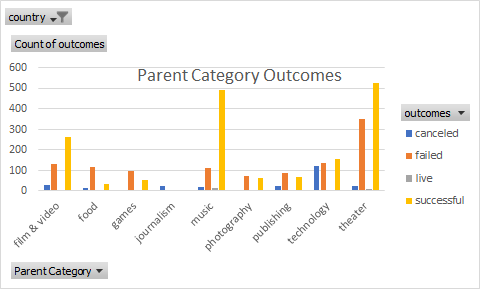 country
Count of outcomes
Parent Category Outcomes
600
500
400
300
200
100
0
film & video
food
games
journalism
music
photography
publishing
technology
theater
outcomes
canceled
failed
live
successful
Parent Category